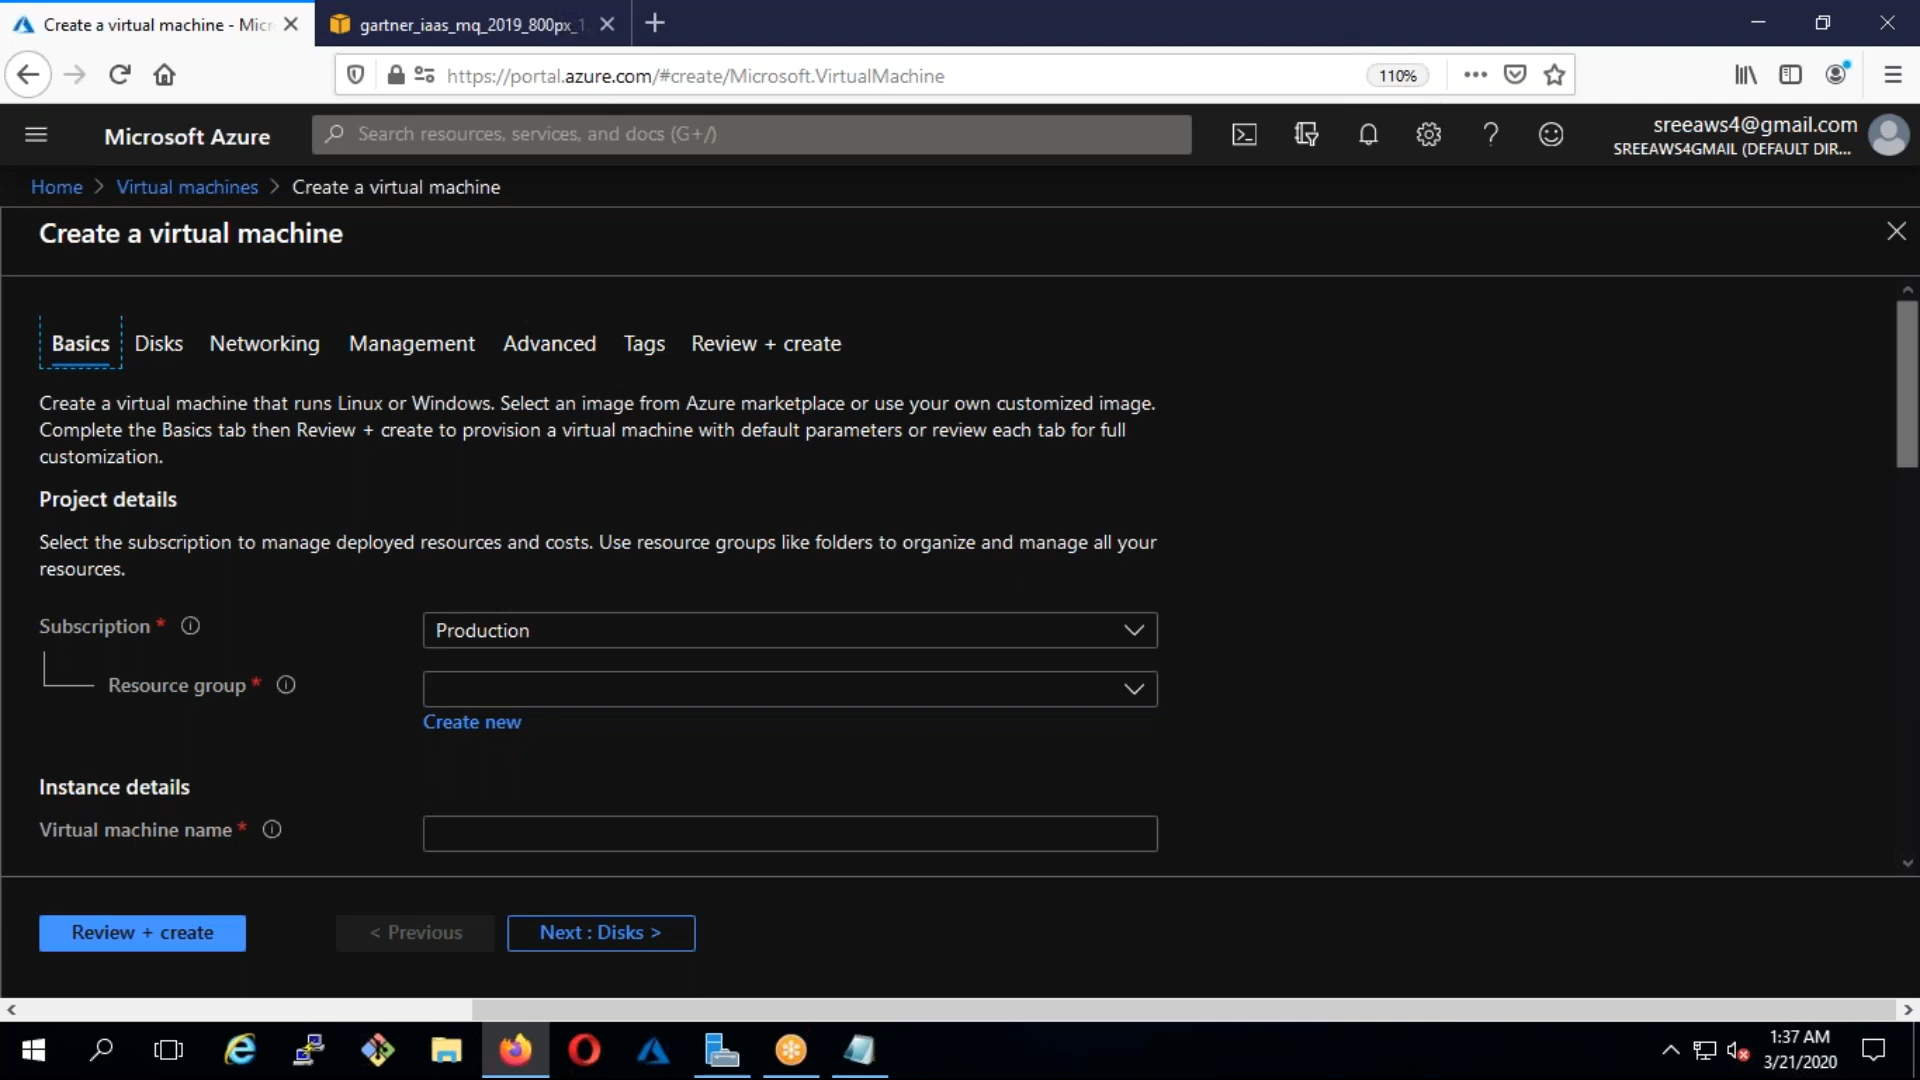 Create a virtual machine - Micr
gartner_iaas_mq_2019_800px_1
https://portal.azure.com/#create/Microsoft.VirtualMachine
110%
Microsoft Azure
Search resources, services, and docs (G+/)
sreeaws4@gmail.com
SREEAWS4GMAIL (DEFAULT DIR...
Home > Virtual machines > Create a virtual machine
Create a virtual machine
Basics Disks Networking Management Advanced Tags Review + create
Create a virtual machine that runs Linux or Windows. Select an image from Azure marketplace or use your own customized image.
Complete the Basics tab then Review + create to provision a virtual machine with default parameters or review each tab for full
customization.
Project details
Select the subscription to manage deployed resources and costs. Use resource groups like folders to organize and manage all your
resources.
Subscription *
Production
Resource group *
Create new
Instance details
Virtual machine name *
Review + create
< Previous
Next : Disks >
1:37 AM
3/21/2020